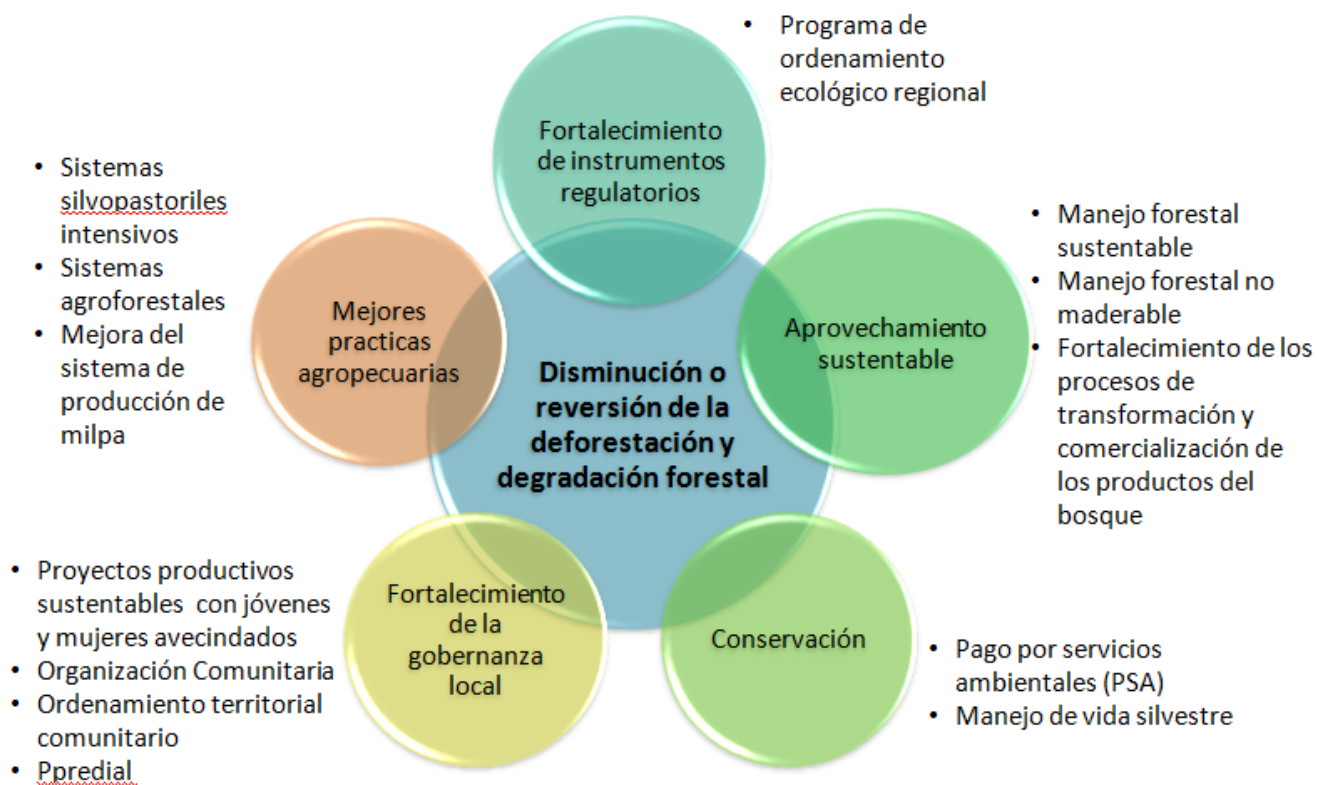 • Programa de
ordenamiento
ecológico regional
Fortalecimiento
de instrumentos
regulatorios
• Sistemas
silvopastoriles
intensivos
• Sistemas
agroforestales
• Mejora del
sistema de
producción de
milpa
Mejores
practicas
agropecuarias
Aprovechamiento
sustentable
• Manejo forestal
sustentable
• Manejo forestal no
maderable
• Fortalecimiento de los
procesos de
transformación y
comercialización de
los productos del
bosque
Disminución o
reversión de la
deforestación y
degradación forestal
• Proyectos productivos
sustentables con jóvenes
y mujeres avecindados
• Organización Comunitaria
• Ordenamiento territorial
comunitario
• Ppredial
Fortalecimiento
de la
gobernanza
local
Conservación
• Pago por servicios
ambientales (PSA)
• Manejo de vida silvestre